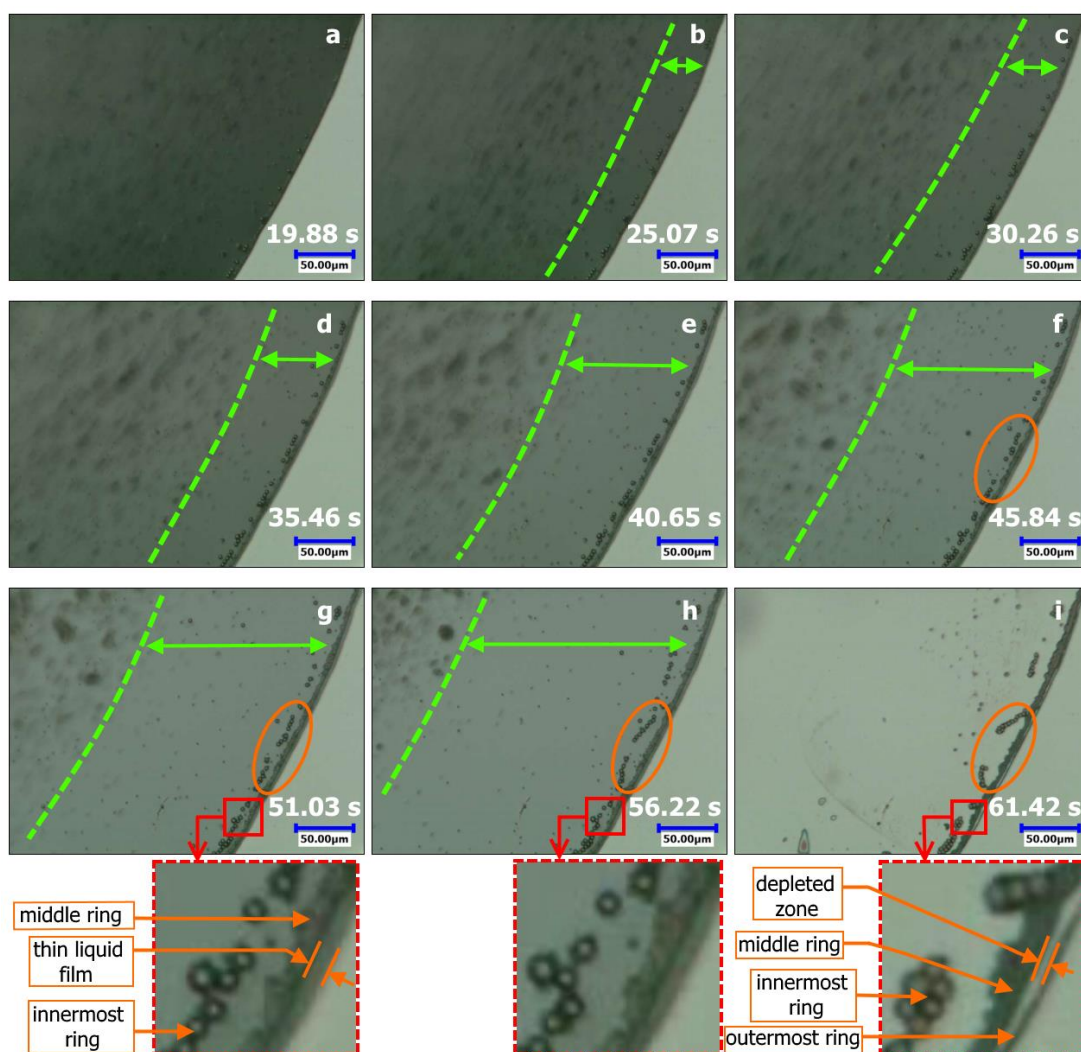 a
19.88 s
50.00μm
b
25.07 s
50.00μm
c
30.26 s
50.00μm
d
35.46 s
50.00μm
e
40.65 s
50.00μm
f
45.84 s
50.00μm
g
51.03 s
50.00μm
h
56.22 s
50.00μm
i
61.42 s
50.00μm
middle ring
thin liquid
film
innermost
ring
depleted
zone
middle ring
innermost
ring
outermost ring